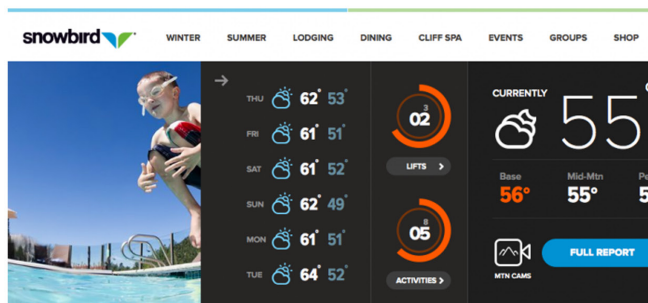 snowbird
WINTER SUMMER LODGING DINING CLIFF SPA EVENTS GROUPS SHOP
THU 62° 53°
FRI 61° 51°
SAT 61° 52°
SUN 62° 49°
MON 61° 51°
TUE 64° 52°
3
02
LIFTS >
8
05
ACTIVITIES >
CURRENTLY
55
Base Mid-Mtn
56° 55°
MTN CAMS
FULL REPORT